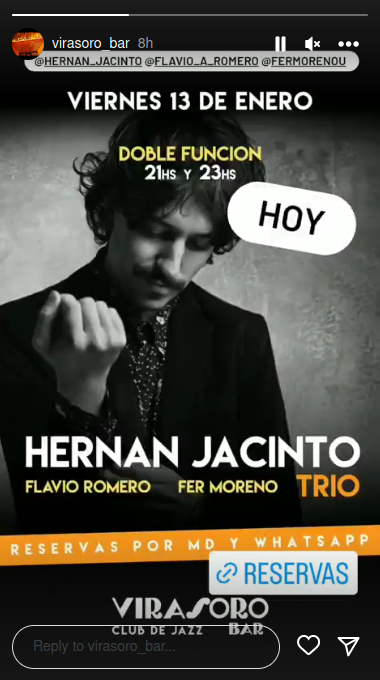 virasoro_bar 8h
@HERNAN_JACINTO @FLAVIO_A_ROMERO @FERMORENOU
VIERNES 13 DE ENERO
DOBLE FUNCION
21HS Y 23HS
HOY
HERNAN JACINTO
FLAVIO ROMERO FER MORENO TRIO
RESERVAS POR MD Y WHATSAPP
RESERVAS
VIRASORO
CLUB DE JAZZ BAR
Reply to virasoro_bar...